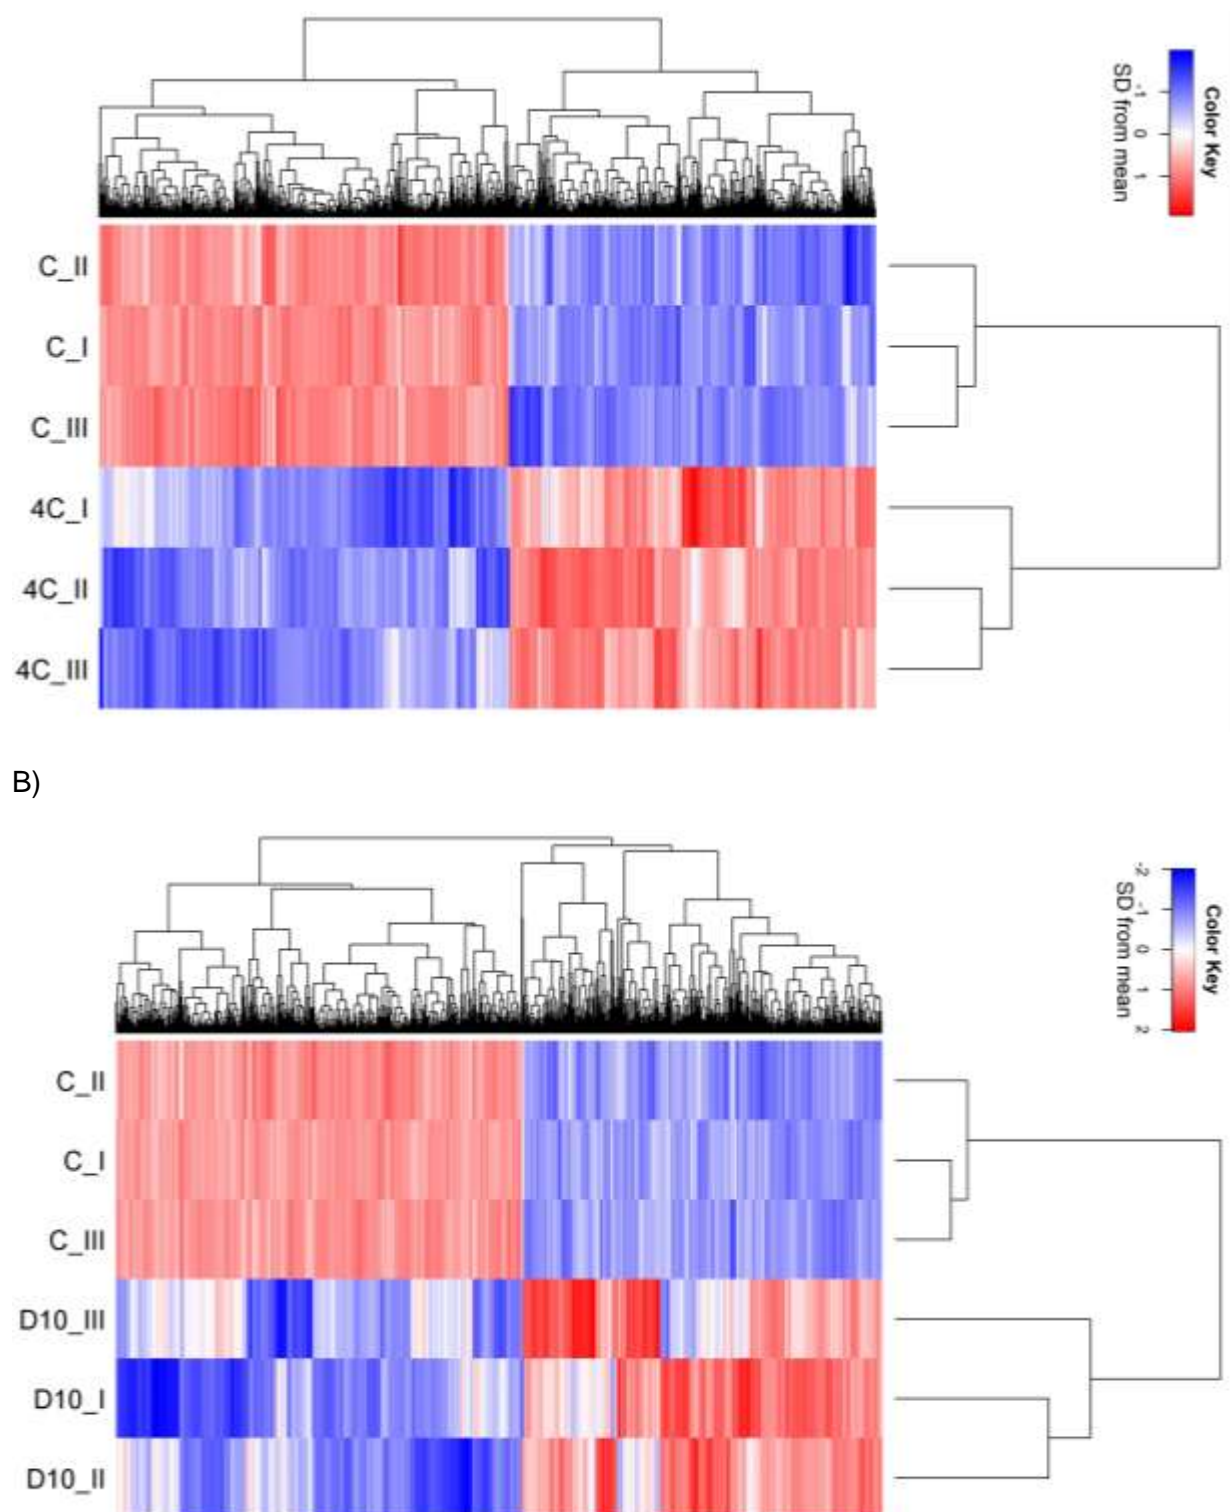 Color Key
-1 0 1
SD from mean
C_II
C_I
C_III
4C_I
4C_II
4C_III
B)
Color Key
-2 -1 0 1 2
SD from mean
C_II
C_I
C_III
D10_III
D10_I
D10_II